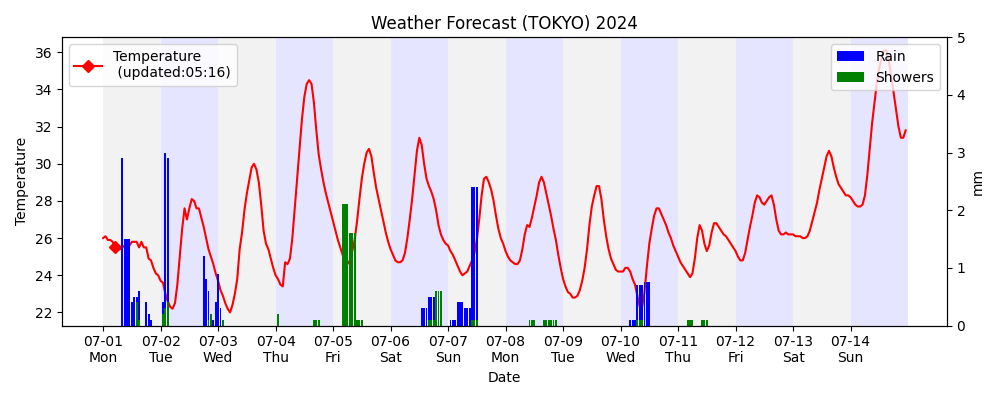 Weather Forecast (TOKYO) 2024
Temperature
(updated:05:16)
Rain
Showers
Temperature
36
34
32
30
28
26
24
22
5
4
3
2
1
0
mm
07-01 07-02 07-03 07-04 07-05 07-06 07-07 07-08 07-09 07-10 07-11 07-12 07-13 07-14
Mon Tue Wed Thu Fri Sat Sun Mon Tue Wed Thu Fri Sat Sun
Date